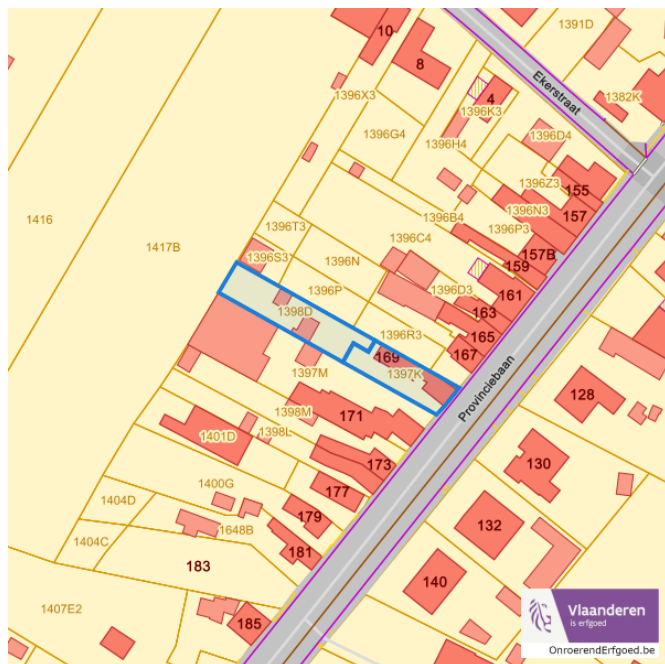 1391D
10
8
Ekerstraat
1396X3
4
1382K
1396K3
1396G4
1396H4
1396D4
1396Z3
155
1396N3
157
1416
1396B4
1396P3
1396T3
1396C4
1417B
157B
1396S3
1396N
159
1396P
1396D3
161
1398D
163
1396R3
165
169
167
1397M
1397K
Provinciebaan
128
1398M
171
1398L
1401D
173
130
1400G
177
1404D
179
132
1648B
1404C
181
183
140
1407E2
185
Vlaanderen
is erfgoed
OnroerendErfgoed.be